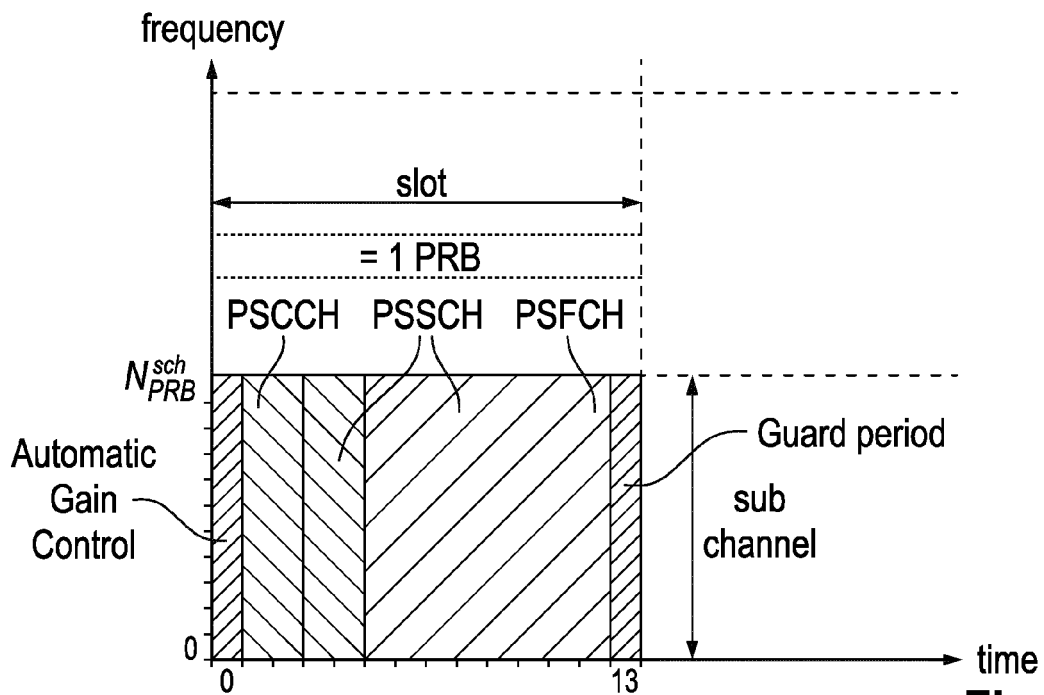 frequency
slot
= 1 PRB
PSCCH PSSCH PSFCH
N^{sch}_{PRB}
Automatic
Gain
Control
Guard period
sub
channel
0
0
13
time